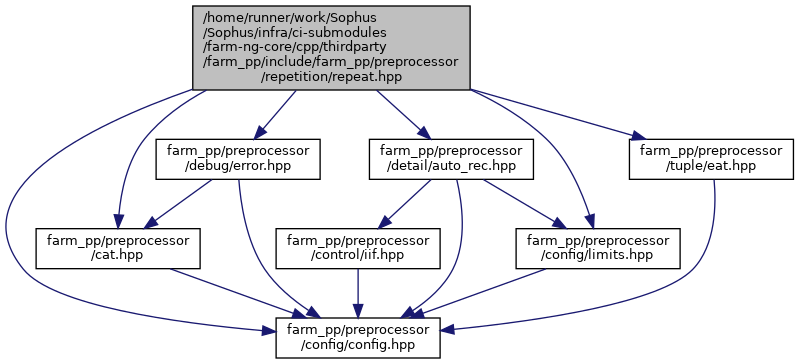 /home/runner/work/Sophus
/Sophus/infra/ci-submodules
/farm-ng-core/cpp/thirdparty
/farm_pp/include/farm_pp/preprocessor
/repetition/repeat.hpp
farm_pp/preprocessor
/debug/error.hpp
farm_pp/preprocessor
/detail/auto_rec.hpp
farm_pp/preprocessor
/tuple/eat.hpp
farm_pp/preprocessor
/cat.hpp
farm_pp/preprocessor
/control/iif.hpp
farm_pp/preprocessor
/config/limits.hpp
farm_pp/preprocessor
/config/config.hpp